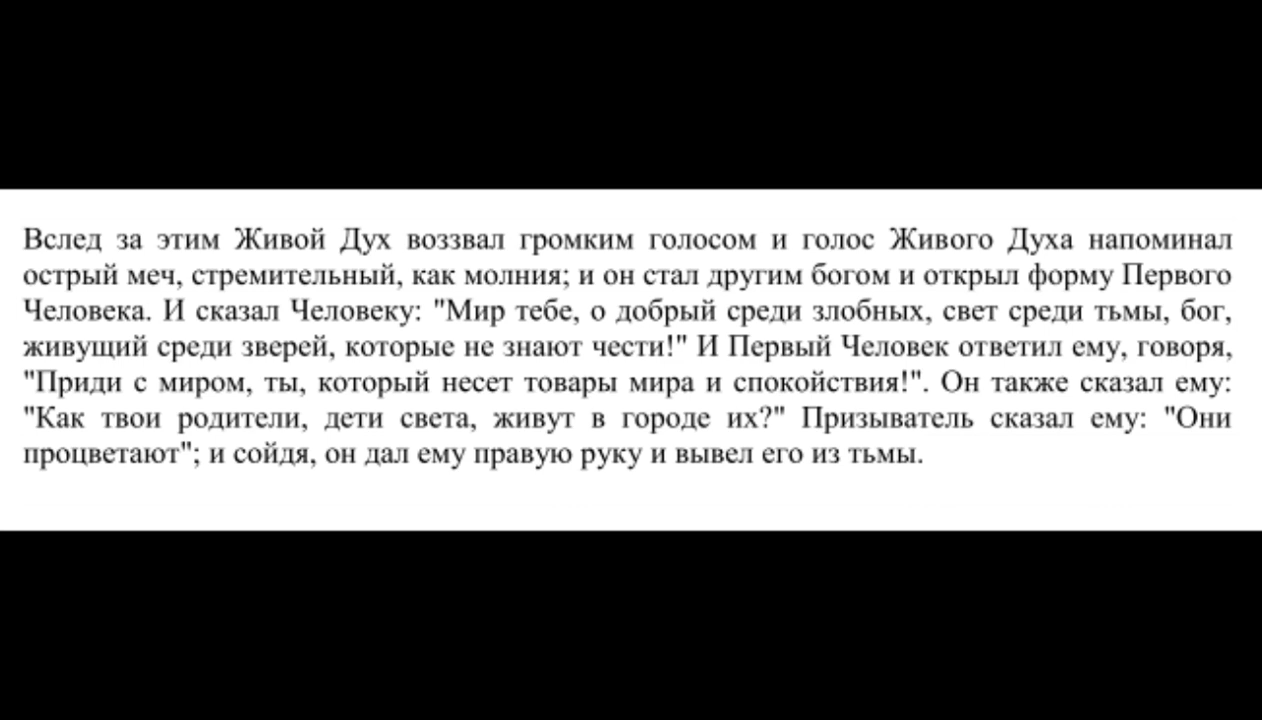 Вслед за этим Живой Дух воззвал громким голосом и голос Живого Духа напоминал
острый меч, стремительный, как молния; и он стал другим богом и открыл форму Первого
Человека. И сказал Человеку: "Мир тебе, о добрый среди злобных, свет среди тьмы, бог,
живущий среди зверей, которые не знают чести!" И Первый Человек ответил ему, говоря,
"Приди с миром, ты, который несет товары мира и спокойствия!". Он также сказал ему:
"Как твои родители, дети света, живут в городе их?" Призыватель сказал ему: "Они
процветают"; и сойдя, он дал ему правую руку и вывел его из тьмы.